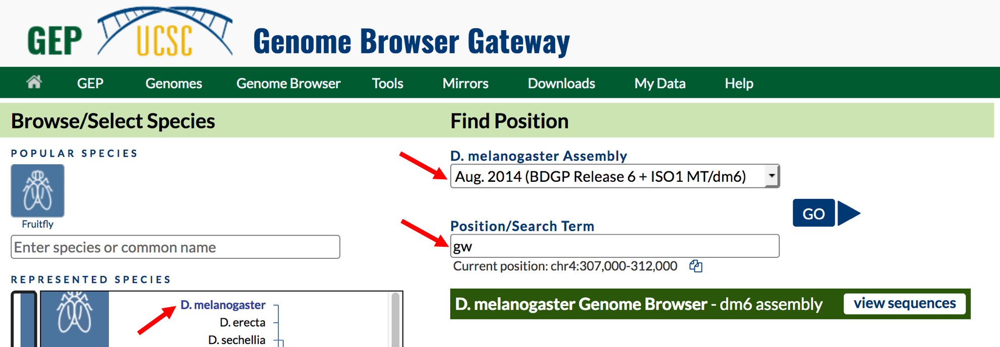 GEP UCSC Genome Browser Gateway
GEP Genomes Genome Browser Tools Mirrors Downloads My Data Help
Browse/Select Species
POPULAR SPECIES
Fruitfly
Enter species or common name
REPRESENTED SPECIES
D. melanogaster
D. erecta
D. sechellia
Find Position
D. melanogaster Assembly
Aug. 2014 (BDGP Release 6 + ISO1 MT/dm6)
GO
Position/Search Term
gw
Current position: chr4:307,000-312,000
D. melanogaster Genome Browser - dm6 assembly view sequences